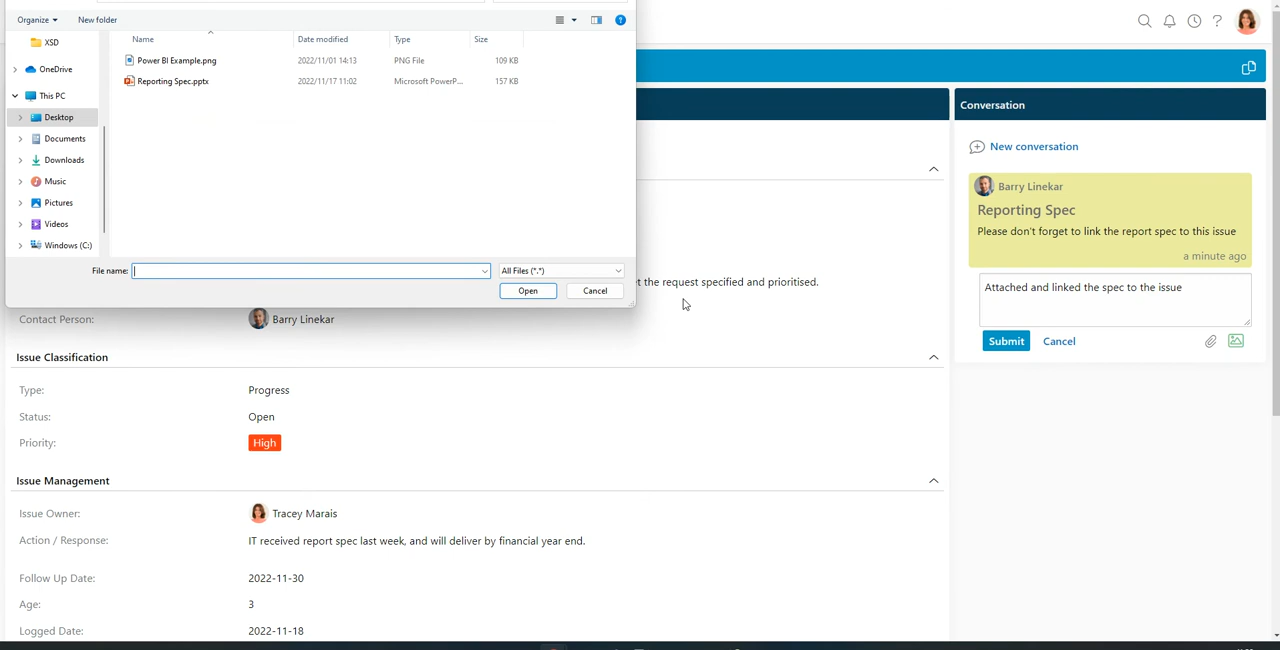 Organize
New folder
Name
Date modified
Type
Size
XSD
OneDrive
This PC
Desktop
Documents
Downloads
Music
Pictures
Videos
Windows (C:)
Power BI Example.png 2022/11/01 14:13 PNG File 109 KB
Reporting Spec.pptx 2022/11/17 11:02 Microsoft PowerP... 157 KB
File name:
All Files (*.*)
Open
Cancel
t the request specified and prioritised.
Contact Person: Barry Linekar
Issue Classification
Type: Progress
Status: Open
Priority: High
Issue Management
Issue Owner: Tracey Marais
Action / Response: IT received report spec last week, and will deliver by financial year end.
Follow Up Date: 2022-11-30
Age: 3
Logged Date: 2022-11-18
Conversation
New conversation
Barry Linekar
Reporting Spec
Please don't forget to link the report spec to this issue
a minute ago
Attached and linked the spec to the issue
Submit
Cancel